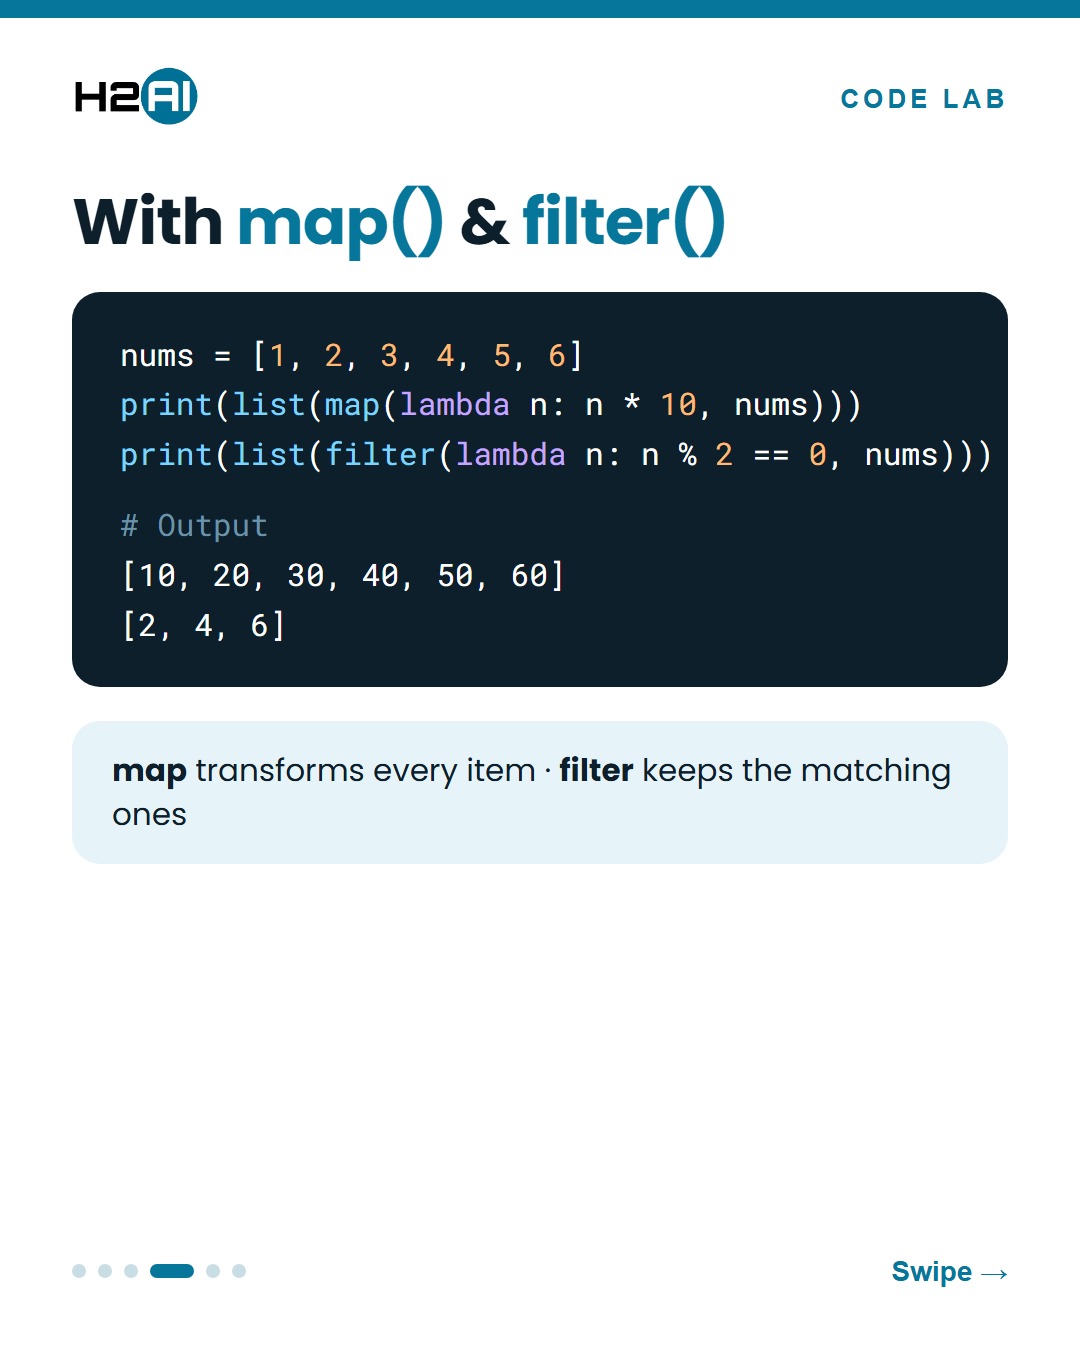 H2AI
CODE LAB
With map() & filter()
nums = [1, 2, 3, 4, 5, 6]
print(list(map(lambda n: n * 10, nums)))
print(list(filter(lambda n: n % 2 == 0, nums)))
# Output
[10, 20, 30, 40, 50, 60]
[2, 4, 6]
map transforms every item · filter keeps the matching
ones
Swipe →